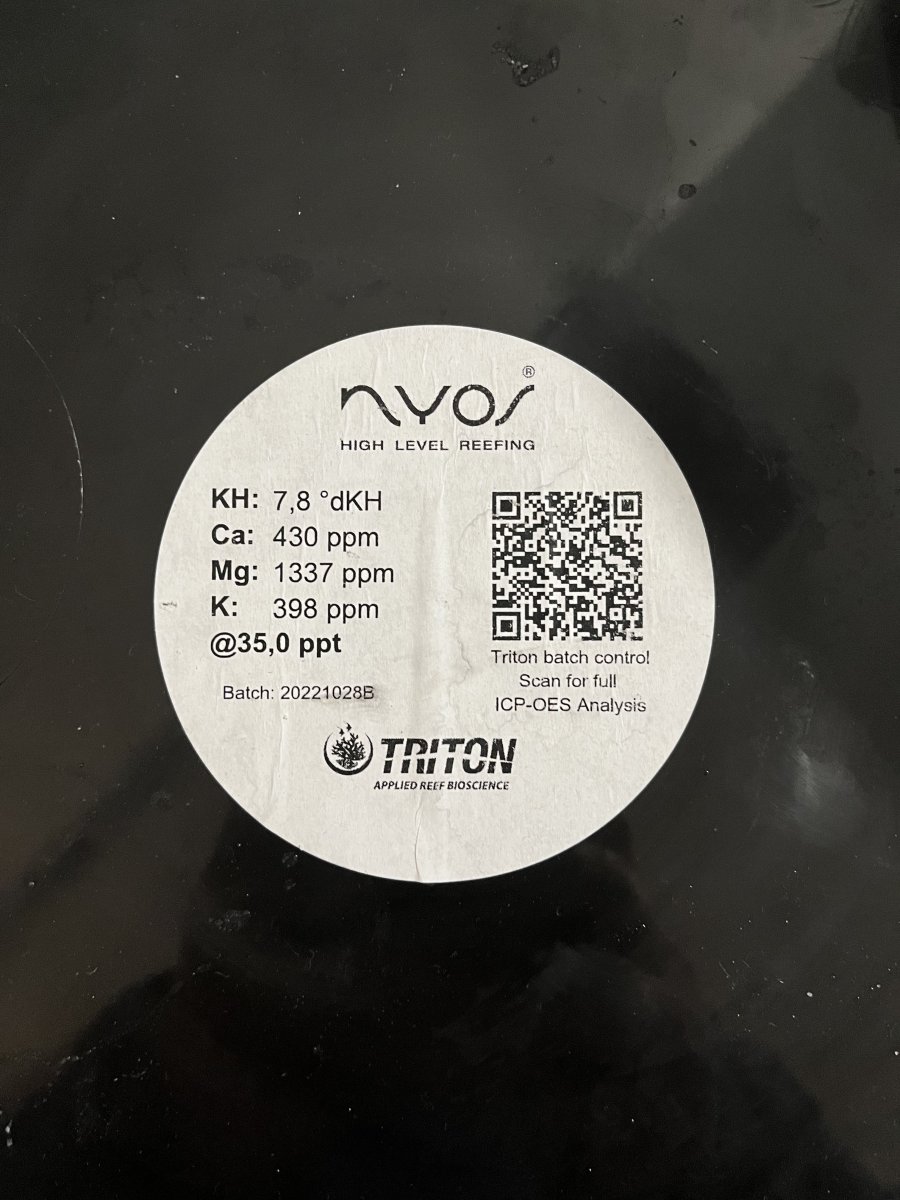 nyos®
HIGH LEVEL REEFING
KH: 7,8 °dKH
Ca: 430 ppm
Mg: 1337 ppm
K: 398 ppm
@35,0 ppt
Batch: 20221028B
Triton batch control
Scan for full
ICP-OES Analysis
TRITON
APPLIED REEF BIOSCIENCE